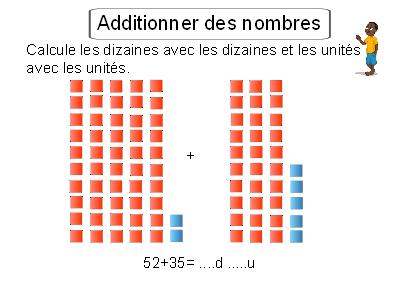 Additionner des nombres
Calcule les dizaines avec les dizaines et les unités
avec les unités.
+
52+35= ....d .....u